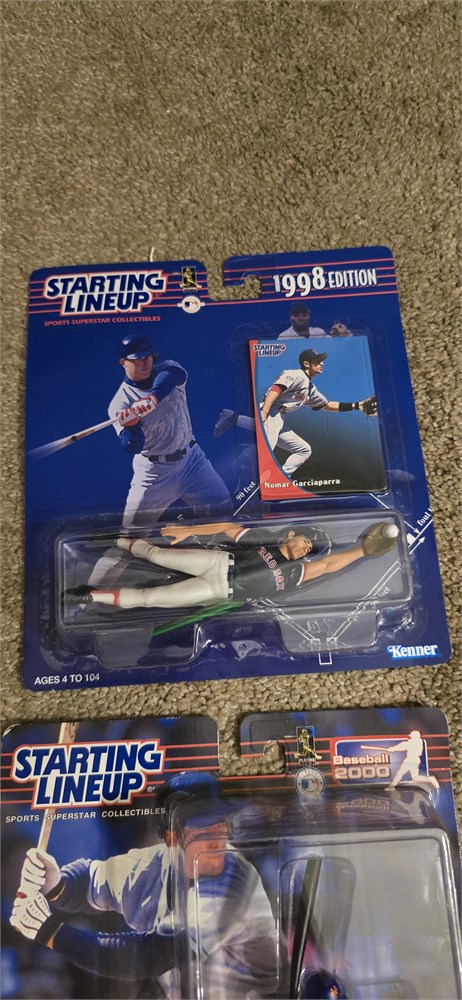 STARTING
LINEUP®
SPORTS SUPERSTAR COLLECTIBLES
1998 EDITION
STARTING
LINEUP
Nomar Garciaparra
90 feet
foul
RED SOX
AGES 4 TO 104
Kenner
STARTING
LINEUP®
SPORTS SUPERSTAR COLLECTIBLES
Baseball
2000